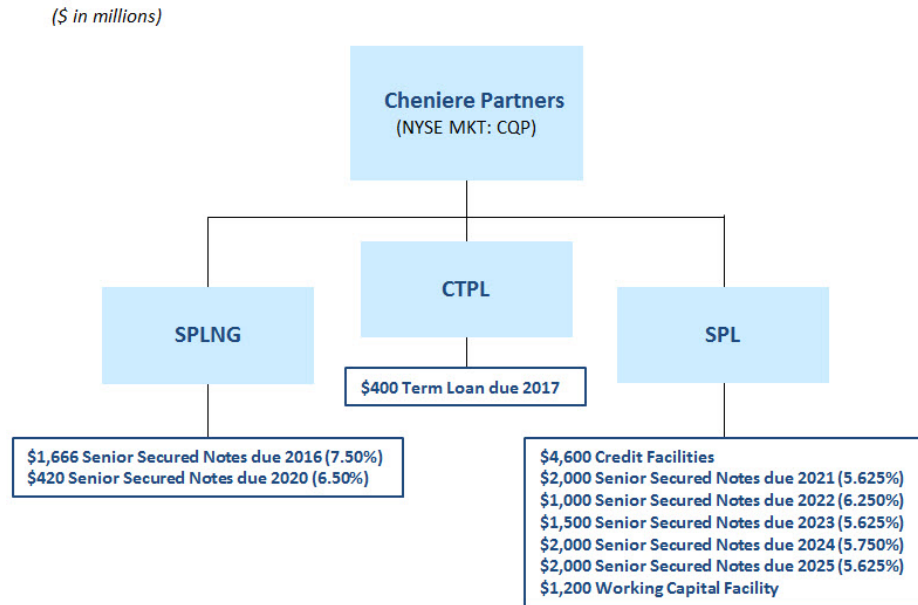 ($ in millions)
Cheniere Partners
(NYSE MKT: CQP)
CTPL
SPLNG
SPL
$400 Term Loan due 2017
$1,666 Senior Secured Notes due 2016 (7.50%)
$420 Senior Secured Notes due 2020 (6.50%)
$4,600 Credit Facilities
$2,000 Senior Secured Notes due 2021 (5.625%)
$1,000 Senior Secured Notes due 2022 (6.250%)
$1,500 Senior Secured Notes due 2023 (5.625%)
$2,000 Senior Secured Notes due 2024 (5.750%)
$2,000 Senior Secured Notes due 2025 (5.625%)
$1,200 Working Capital Facility